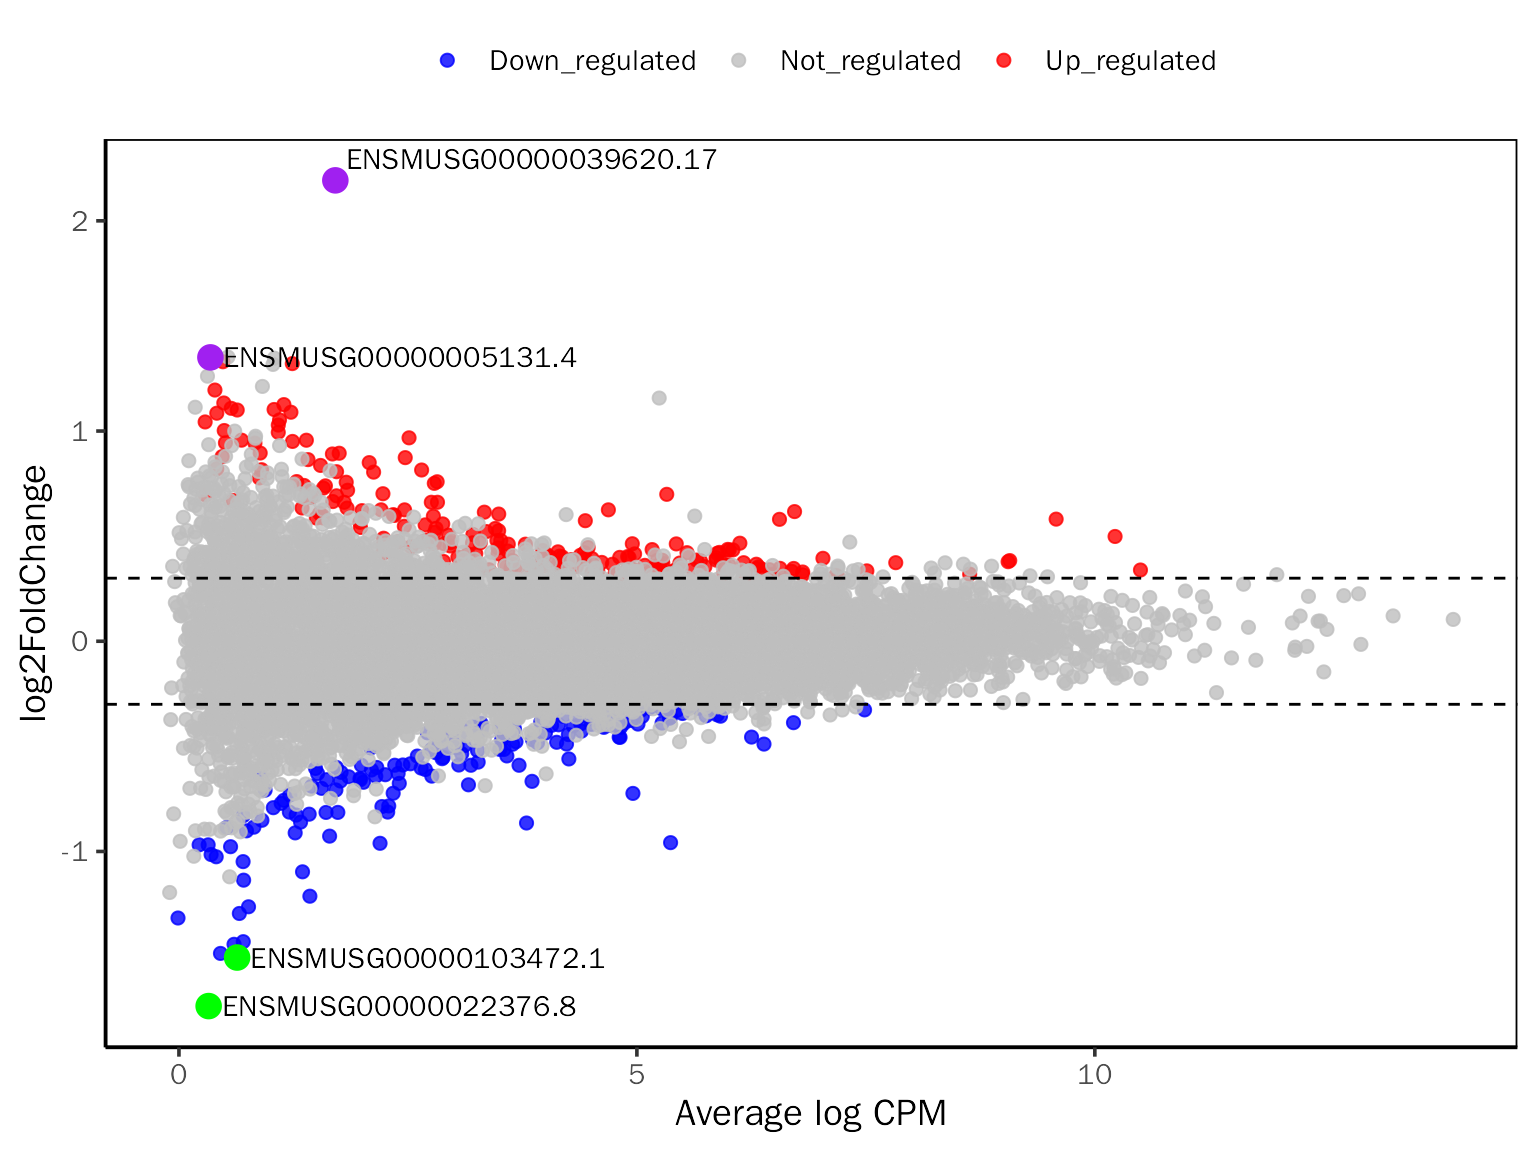 Down_regulated Not_regulated Up_regulated
ENSMUSG00000039620.17
2
ENSMUSG00000005131.4
1
log2FoldChange
0
-1
ENSMUSG00000103472.1
ENSMUSG00000022376.8
0 5 10
Average log CPM